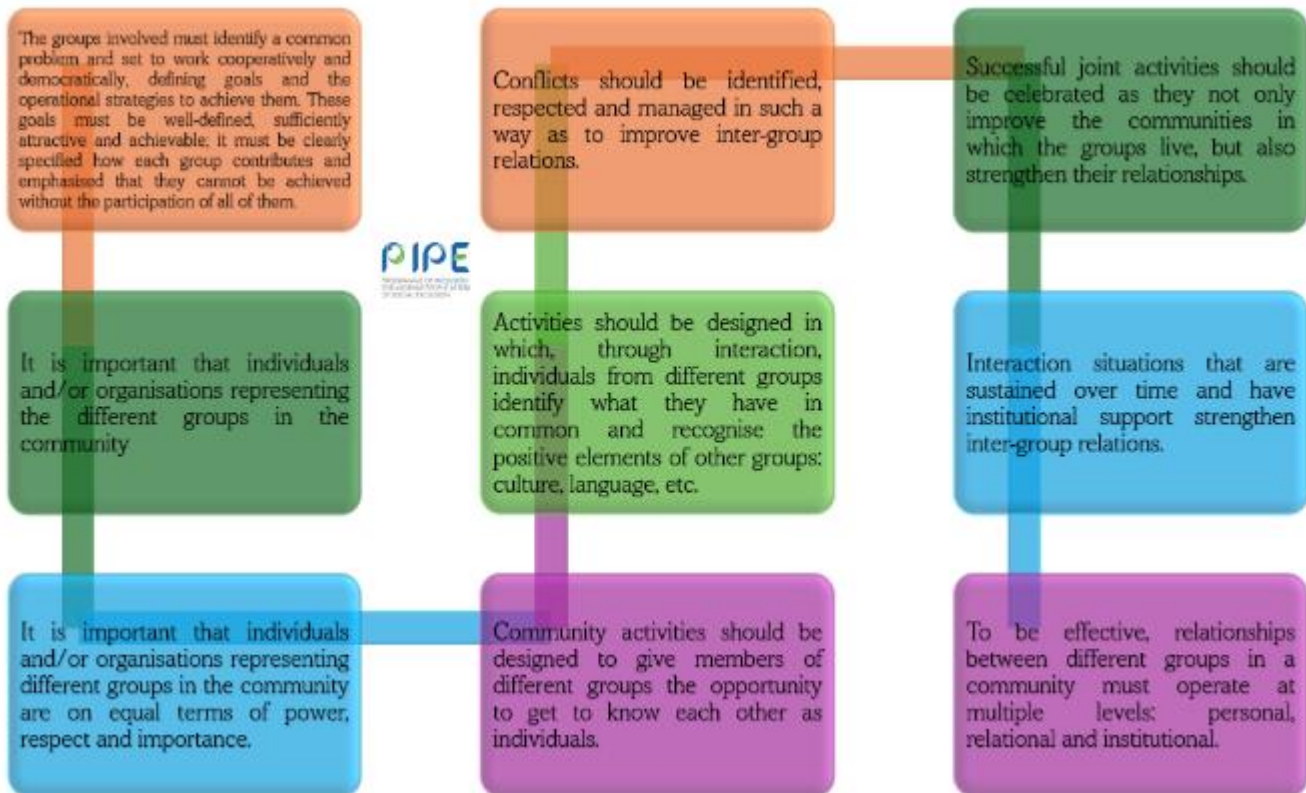 The groups involved must identify a common
problem and set to work cooperatively and
democratically, defining goals and the
operational strategies to achieve them. These
goals must be well-defined, sufficiently
attractive and achievable; it must be clearly
specified how each group contributes and
emphasised that they cannot be achieved
without the participation of all of them.
It is important that individuals
and/or organisations representing
the different groups in the
community
It is important that individuals
and/or organisations representing
different groups in the community
are on equal terms of power,
respect and importance.
Community activities should be
designed to give members of
different groups the opportunity
to get to know each other as
individuals.
Activities should be designed in
which, through interaction,
individuals from different groups
identify what they have in
common and recognise the
positive elements of other groups:
culture, language, etc.
Conflicts should be identified,
respected and managed in such a
way as to improve inter-group
relations.
Successful joint activities should
be celebrated as they not only
improve the communities in
which the groups live, but also
strengthen their relationships.
Interaction situations that are
sustained over time and have
institutional support strengthen
inter-group relations.
To be effective, relationships
between different groups in a
community must operate at
multiple levels: personal,
relational and institutional.
PIPE